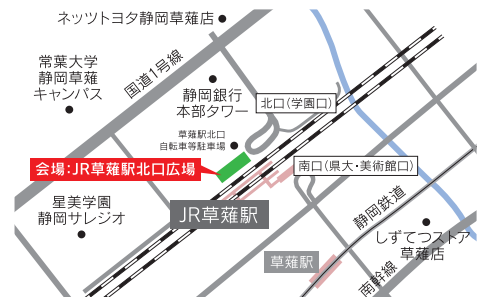 ネッツトヨタ静岡草薙店
常葉大学
静岡草薙
キャンパス
国道1号線
静岡銀行
本部タワー
北口(学園口)
草薙駅北口
自転車等駐車場
会場:JR草薙駅北口広場
南口(県大・美術館口)
星美学園
静岡サレジオ
JR草薙駅
静岡鉄道
しずてつストア
草薙店
草薙駅
南幹線